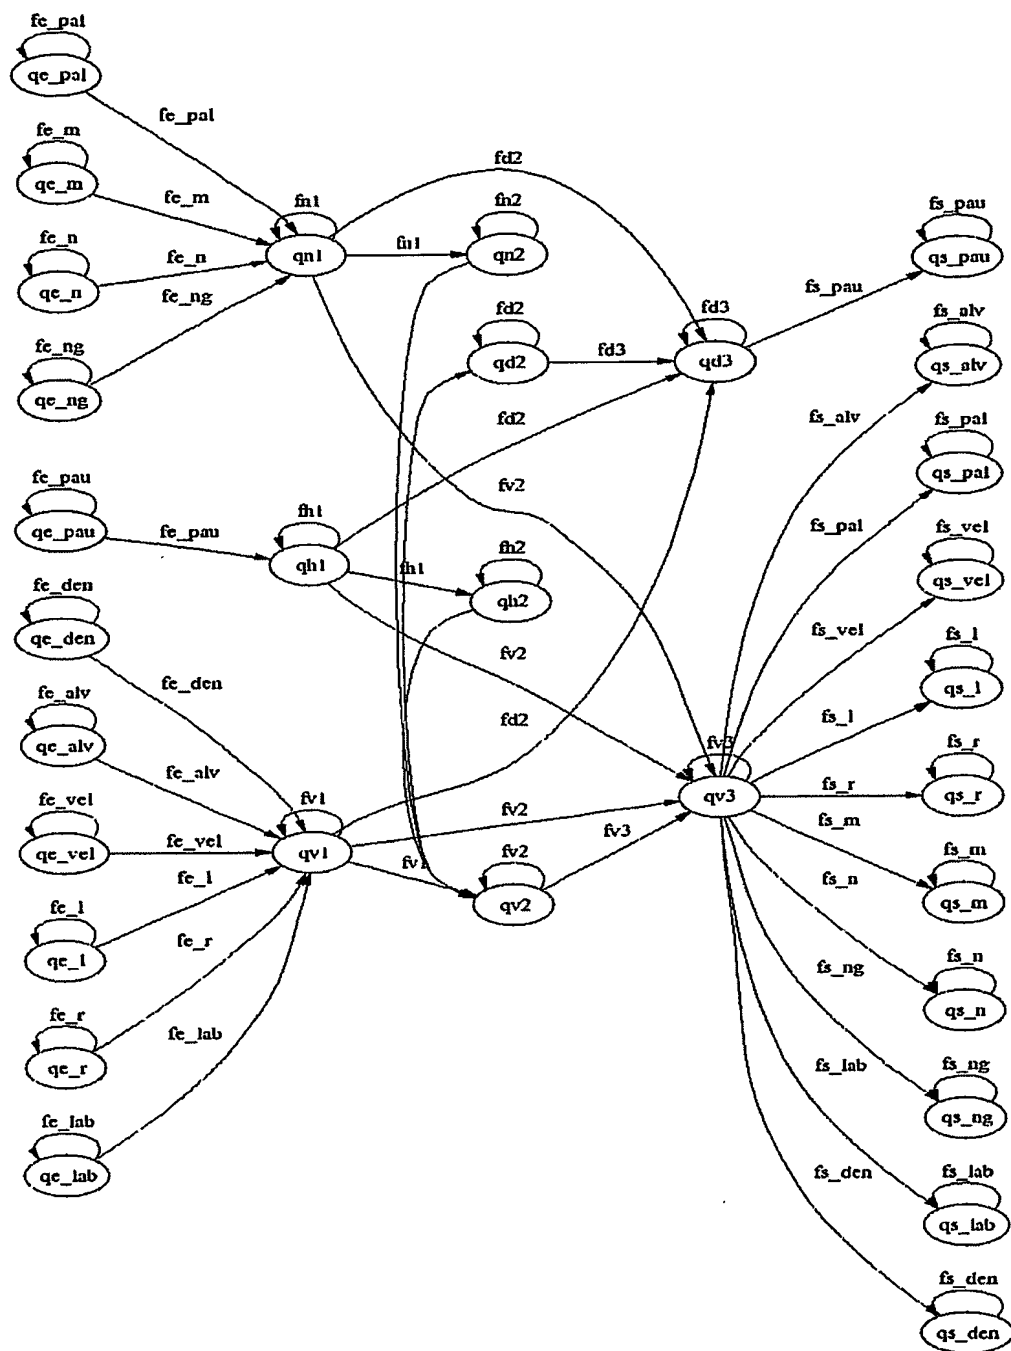 fe_pal
qe_pal
fe_pal
fe_m
qe_m
fe_m
fe_n
qe_n
fe_n
fe_ng
fe_ng
qe_ng
fn1
qn1
fn1
fd2
fh2
qn2
fd2
qd2
fd3
fd3
qd3
fd2
fs_pau
fs_pau
qs_pau
fs_alv
qs_alv
fs_alv
fs_pal
qs_pal
fs_pal
fe_pau
qe_pau
fe_pau
fh1
qh1
fh1
fh2
qh2
fv2
fv2
fd2
fs_vel
qs_vel
fs_vel
fs_l
qs_l
fs_l
fe_den
qe_den
fe_den
fe_alv
qe_alv
fe_alv
fe_vel
qe_vel
fe_vel
fe_l
fe_l
qe_l
fe_r
fe_r
qe_r
fe_lab
fe_lab
qe_lab
fv1
qv1
fv1
fv2
fv2
qv2
fv3
fv3
qv3
fs_r
fs_r
qs_r
fs_m
fs_m
qs_m
fs_n
fs_n
qs_n
fs_ng
fs_ng
qs_ng
fs_lab
fs_lab
qs_lab
fs_den
fs_den
qs_den